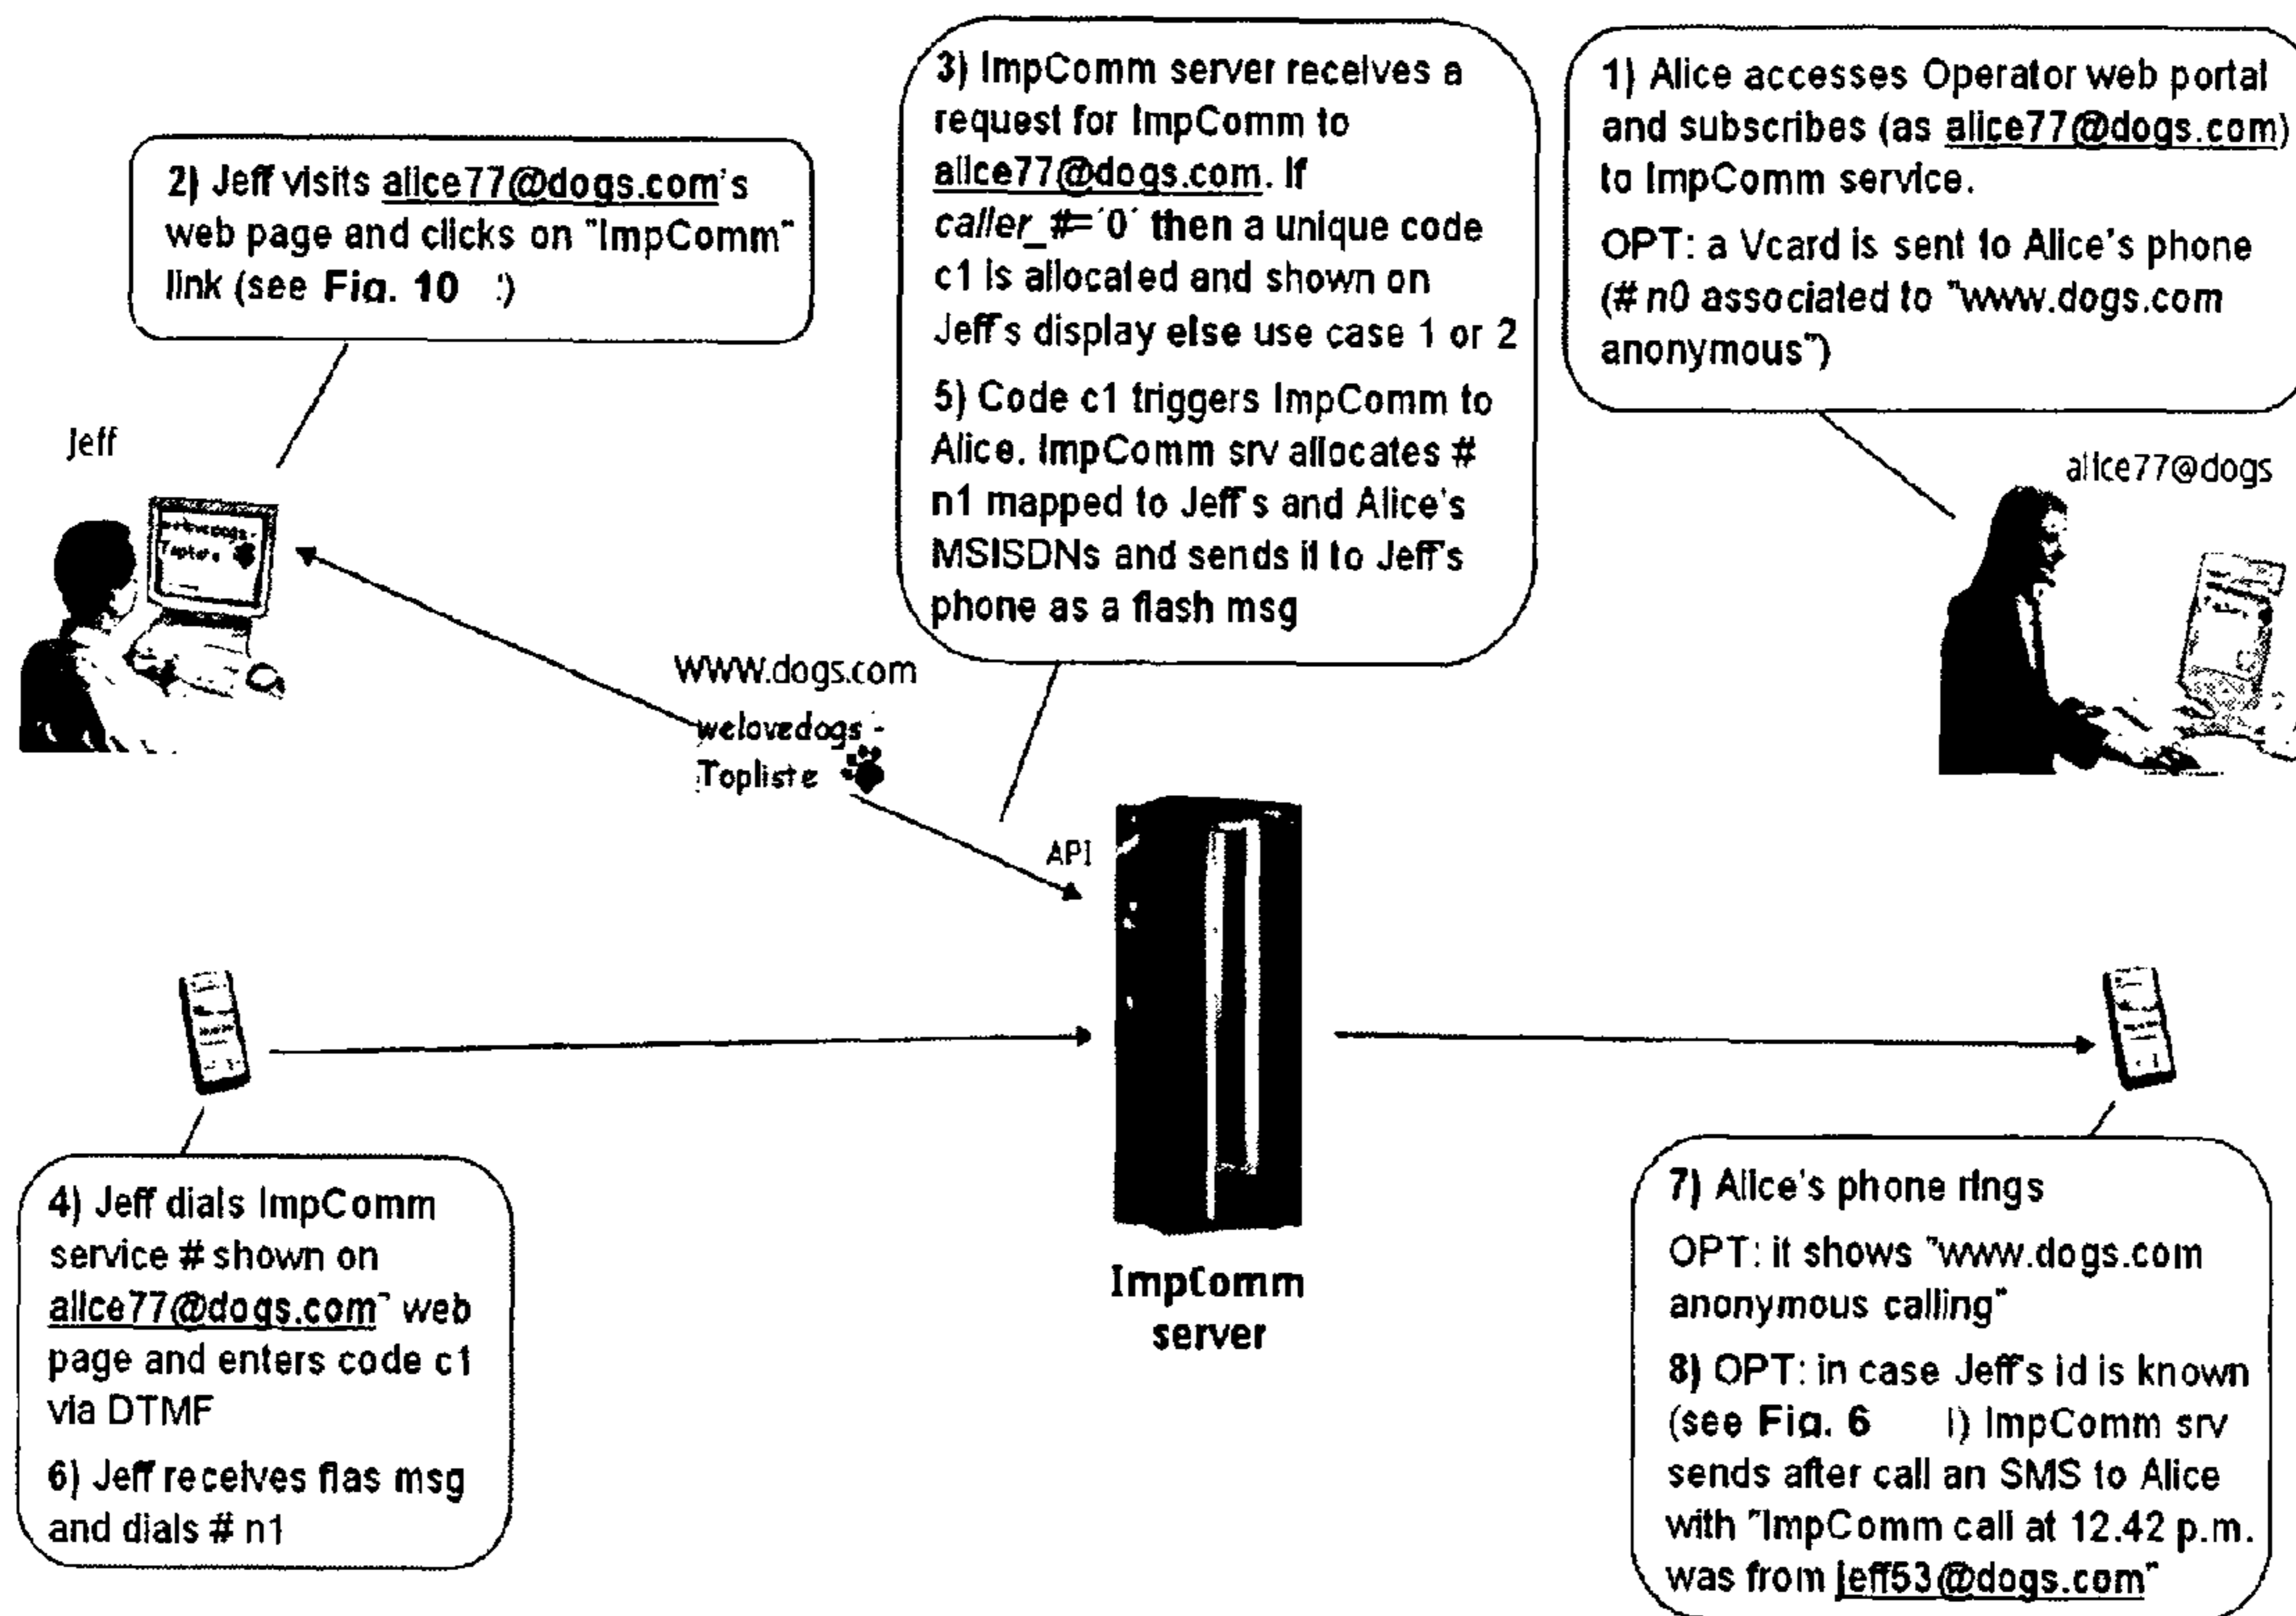 3) ImpComm server receives a
request for ImpComm to
alice77@dogs.com. If
caller_#=´0´ then a unique code
c1 is allocated and shown on
Jeff's display else use case 1 or 2
5) Code c1 triggers ImpComm to
Alice. ImpComm srv allocates #
n1 mapped to Jeff's and Alice's
MSISDNs and sends it to Jeff's
phone as a flash msg
1) Alice accesses Operator web portal
and subscribes (as alice77@dogs.com)
to ImpComm service.
OPT: a Vcard is sent to Alice's phone
(# n0 associated to "www.dogs.com
anonymous")
2) Jeff visits alice77@dogs.com's
web page and clicks on "ImpComm"
link (see Fig. 10 :)
Jeff
alice77@dogs
welovedogs -
Topliste
www.dogs.com
welovedogs -
Topliste
API
ImpComm
server
4) Jeff dials ImpComm
service # shown on
alice77@dogs.com" web
page and enters code c1
via DTMF
6) Jeff receives flas msg
and dials # n1
7) Alice's phone rings
OPT: it shows "www.dogs.com
anonymous calling"
8) OPT: in case Jeff's id is known
(see Fig. 6 I) ImpComm srv
sends after call an SMS to Alice
with "ImpComm call at 12.42 p.m.
was from jeff53@dogs.com"